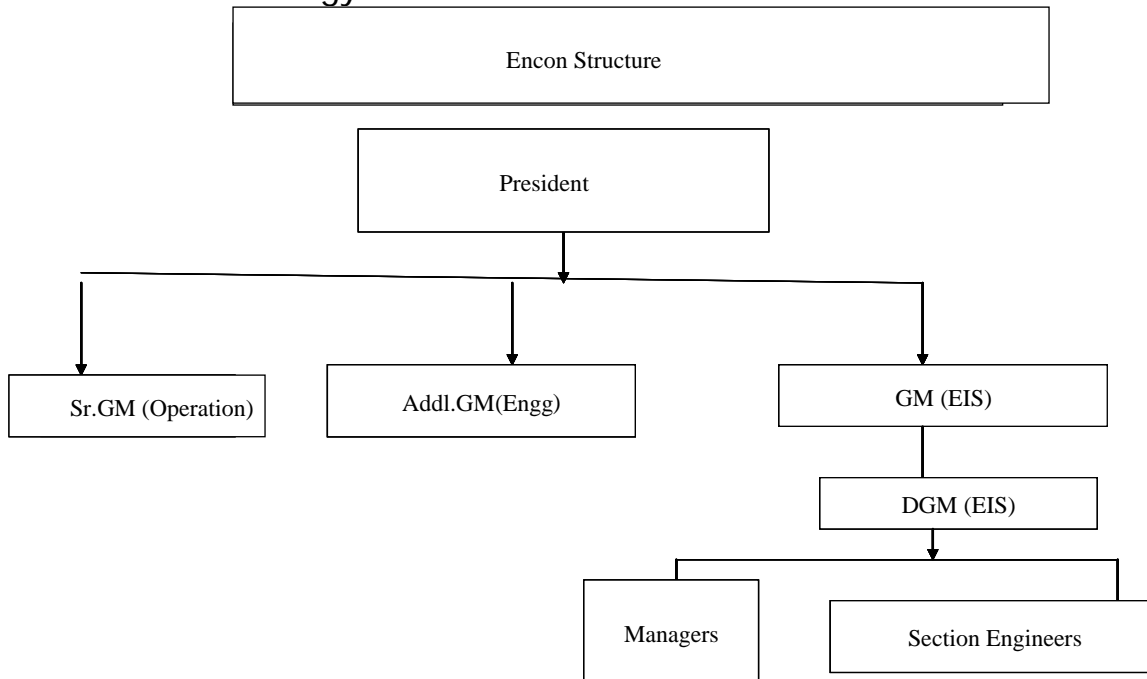 Encon Structure
President
Sr.GM (Operation)
Addl.GM(Engg)
GM (EIS)
DGM (EIS)
Managers
Section Engineers